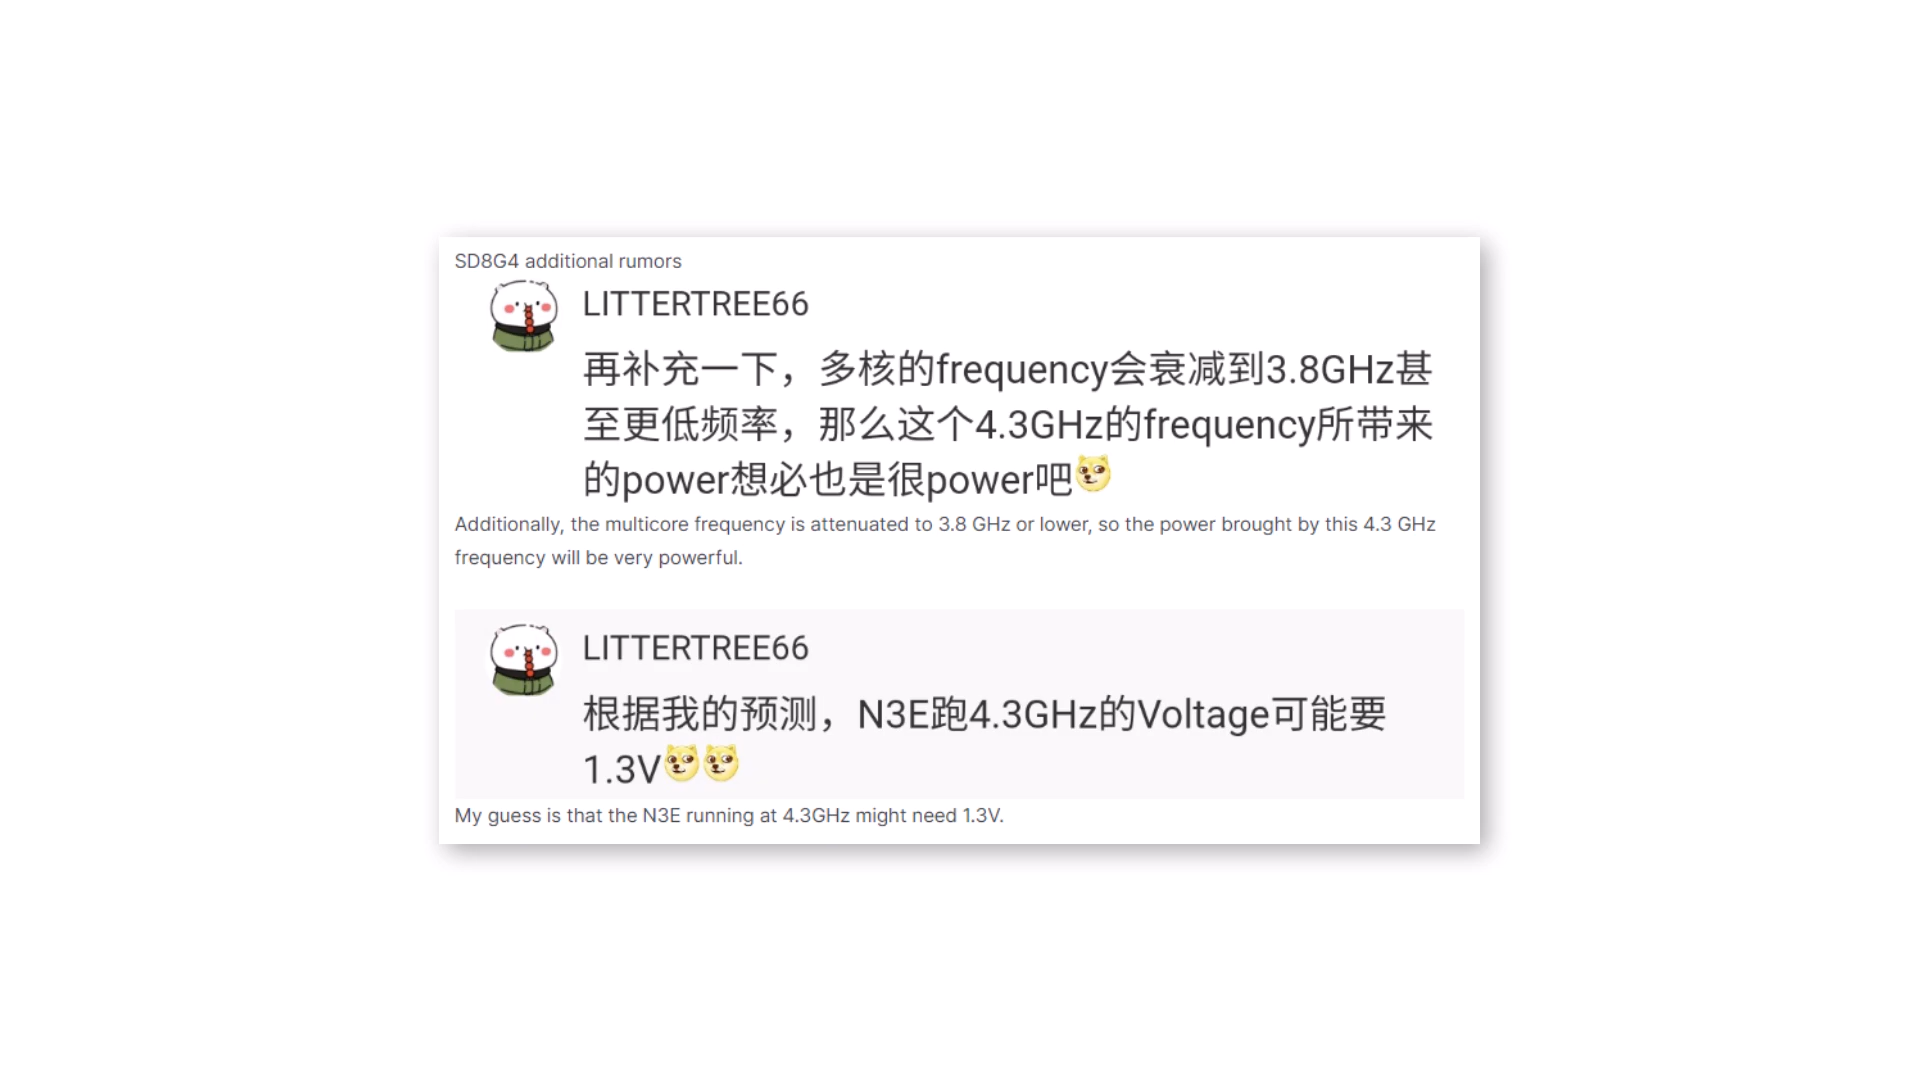 SD8G4 additional rumors
LITTERTREE66
再补充一下，多核的frequency会衰减到3.8GHz甚
至更低频率，那么这个4.3GHz的frequency所带来
的power想必也是很power吧
Additionally, the multicore frequency is attenuated to 3.8 GHz or lower, so the power brought by this 4.3 GHz
frequency will be very powerful.
LITTERTREE66
根据我的预测，N3E跑4.3GHz的Voltage可能要
1.3V
My guess is that the N3E running at 4.3GHz might need 1.3V.